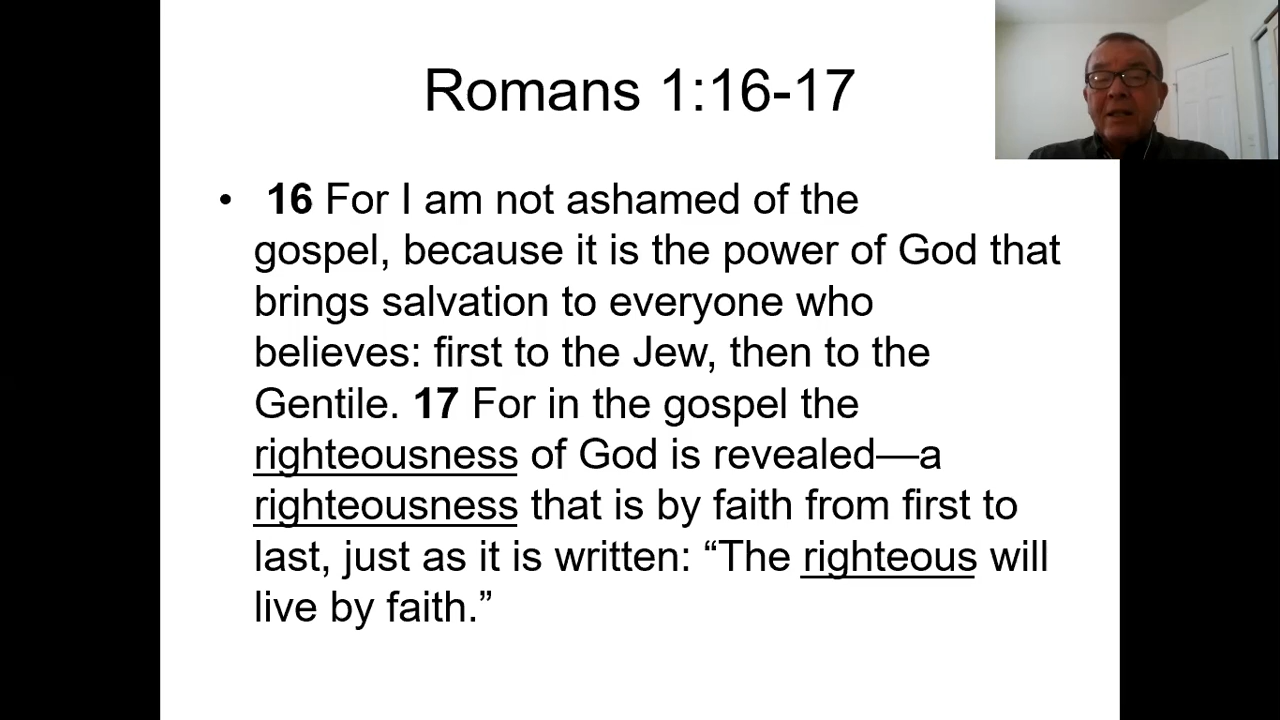 Romans 1:16-17
• 16 For I am not ashamed of the
gospel, because it is the power of God that
brings salvation to everyone who
believes: first to the Jew, then to the
Gentile. 17 For in the gospel the
righteousness of God is revealed—a
righteousness that is by faith from first to
last, just as it is written: “The righteous will
live by faith.”